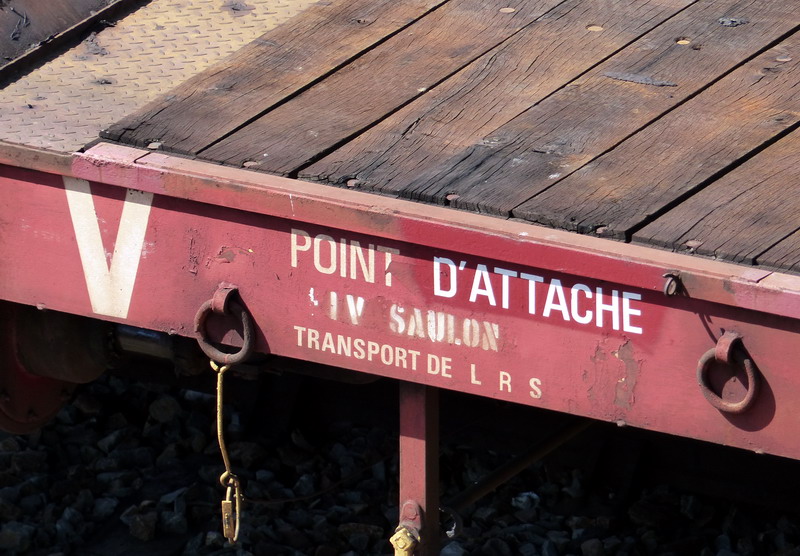 V
POINT D'ATTACHE
SAULON
TRANSPORT DE L R S